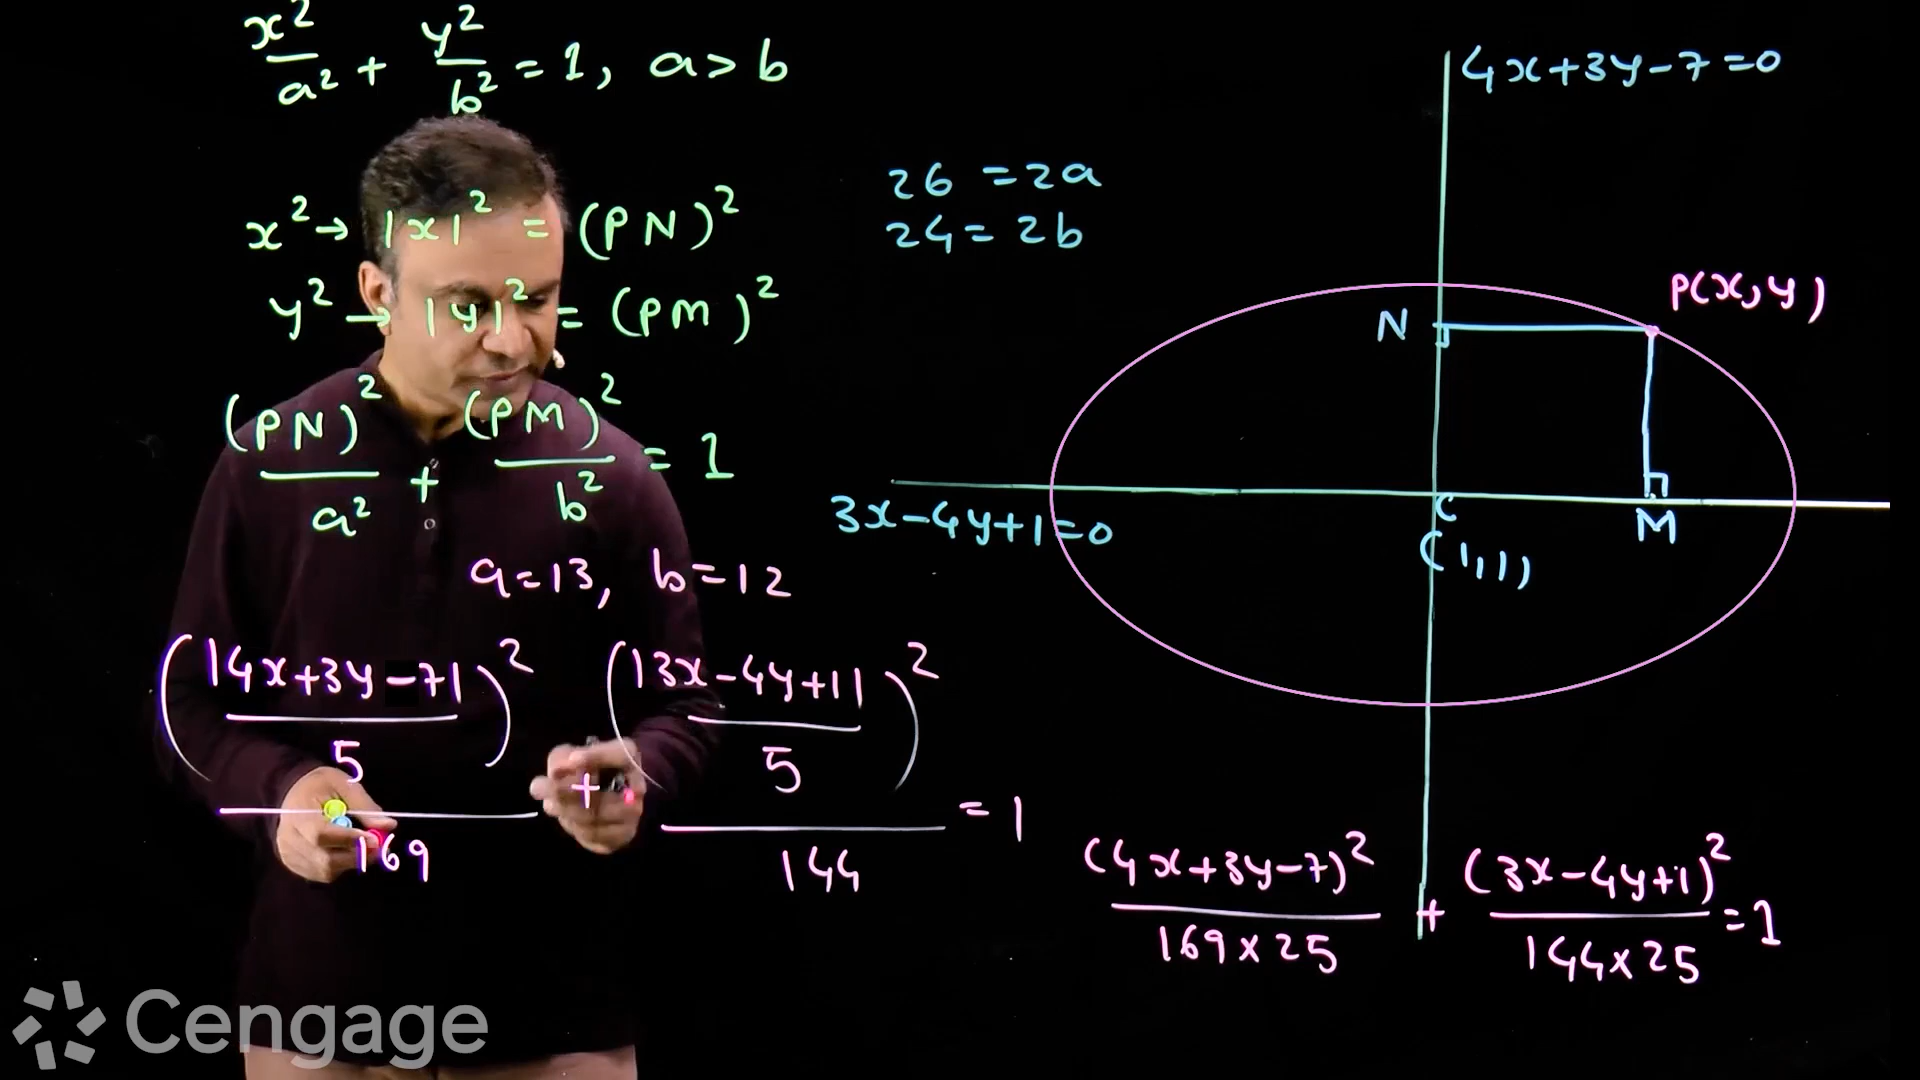 x²/a² + y²/b² = 1, a > b
x² → |x|² = (PN)²
y² → |y|² = (PM)²
(PN)²/a² + (PM)²/b² = 1
a = 13, b = 12
(|4x+3y-7|/5)²/169 + (|3x-4y+1|/5)²/144 = 1
26 = 2a
24 = 2b
4x+3y-7=0
P(x,y)
N
3x-4y+1=0
C
(1,1)
M
(4x+3y-7)²/169×25 + (3x-4y+1)²/144×25 = 1
Cengage